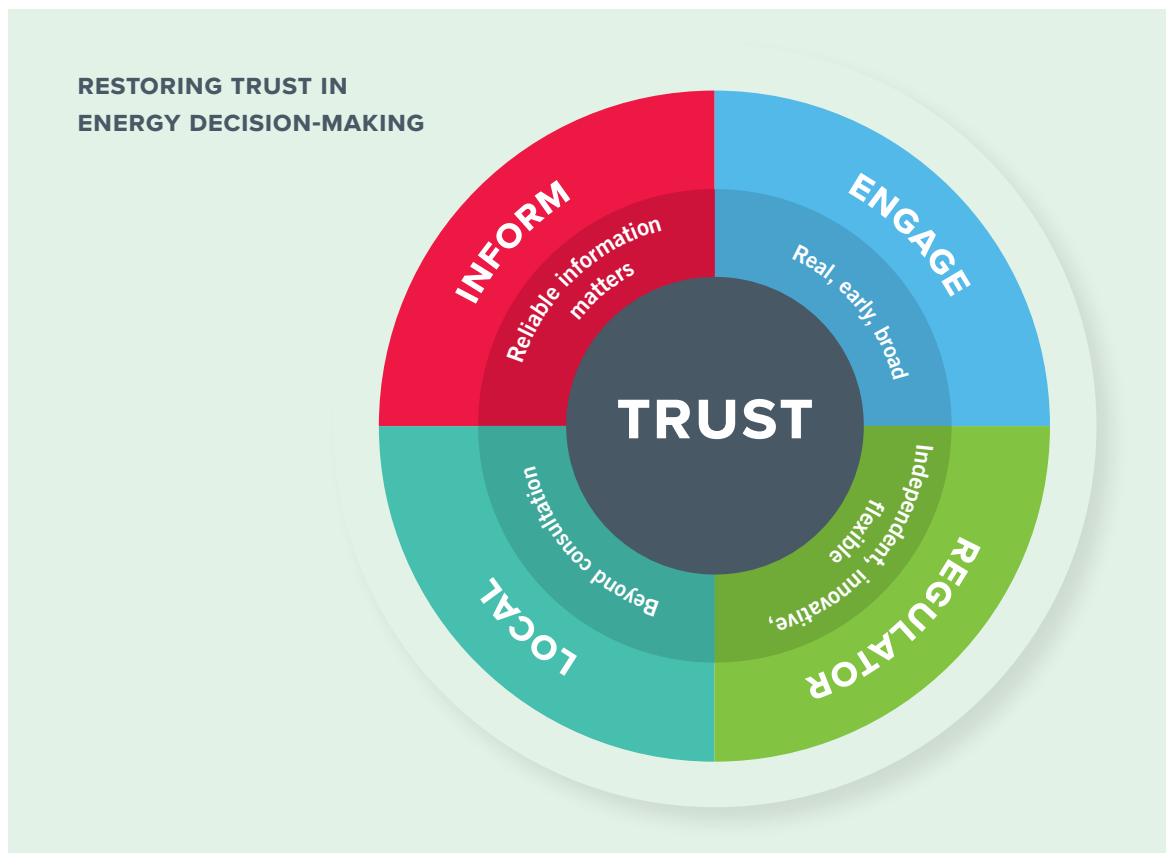 RESTORING TRUST IN
ENERGY DECISION-MAKING
INFORM
Reliable information
matters
ENGAGE
Real, early, broad
TRUST
LOCAL
Beyond consultation
REGULATOR
Independent, innovative,
flexible